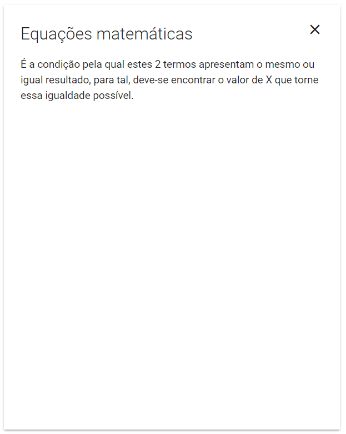 Equações matemáticas
É a condição pela qual estes 2 termos apresentam o mesmo ou
igual resultado, para tal, deve-se encontrar o valor de X que torne
essa igualdade possível.